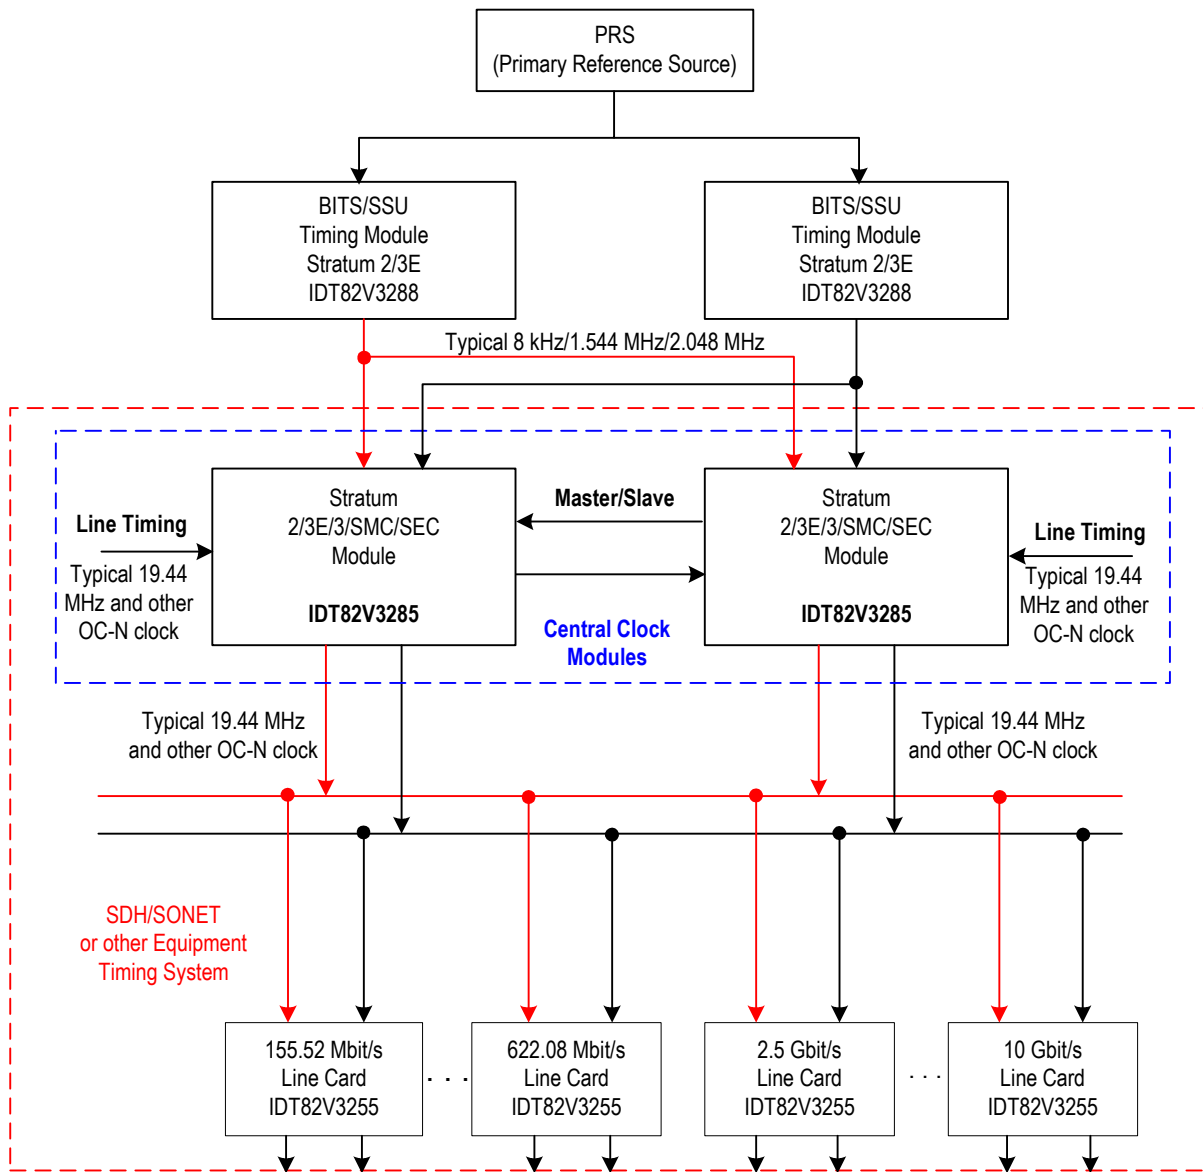 PRS
(Primary Reference Source)
BITS/SSU
Timing Module
Stratum 2/3E
IDT82V3288
BITS/SSU
Timing Module
Stratum 2/3E
IDT82V3288
Typical 8 kHz/1.544 MHz/2.048 MHz
Line Timing
Typical 19.44
MHz and other
OC-N clock
Stratum
2/3E/3/SMC/SEC
Module
IDT82V3285
Master/Slave
Central Clock
Modules
Stratum
2/3E/3/SMC/SEC
Module
IDT82V3285
Line Timing
Typical 19.44
MHz and other
OC-N clock
Typical 19.44 MHz
and other OC-N clock
Typical 19.44 MHz
and other OC-N clock
SDH/SONET
or other Equipment
Timing System
155.52 Mbit/s
Line Card
IDT82V3255
. . .
622.08 Mbit/s
Line Card
IDT82V3255
2.5 Gbit/s
Line Card
IDT82V3255
. . .
10 Gbit/s
Line Card
IDT82V3255